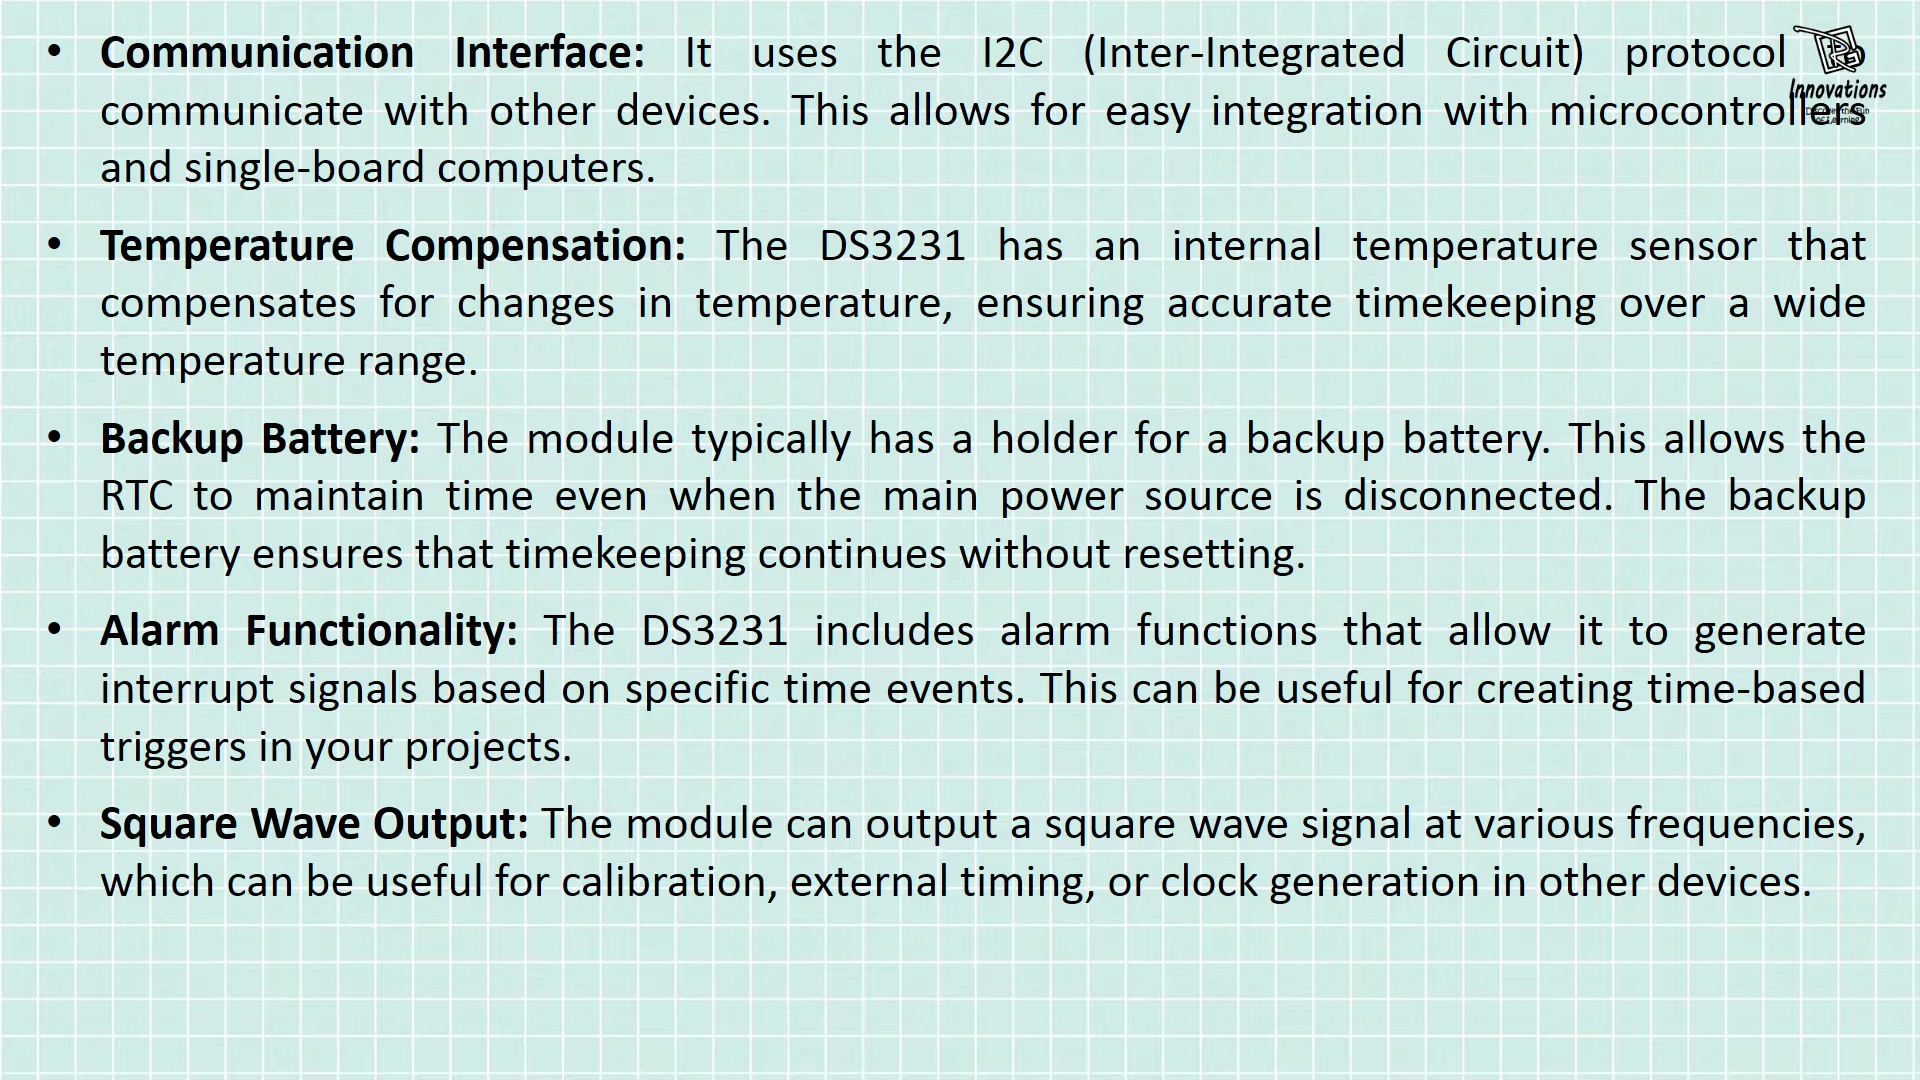 • Communication Interface: It uses the I2C (Inter-Integrated Circuit) protocol
communicate with other devices. This allows for easy integration with microcontrollers
and single-board computers.
• Temperature Compensation: The DS3231 has an internal temperature sensor that
compensates for changes in temperature, ensuring accurate timekeeping over a wide
temperature range.
• Backup Battery: The module typically has a holder for a backup battery. This allows the
RTC to maintain time even when the main power source is disconnected. The backup
battery ensures that timekeeping continues without resetting.
• Alarm Functionality: The DS3231 includes alarm functions that allow it to generate
interrupt signals based on specific time events. This can be useful for creating time-based
triggers in your projects.
• Square Wave Output: The module can output a square wave signal at various frequencies,
which can be useful for calibration, external timing, or clock generation in other devices.
Innovations